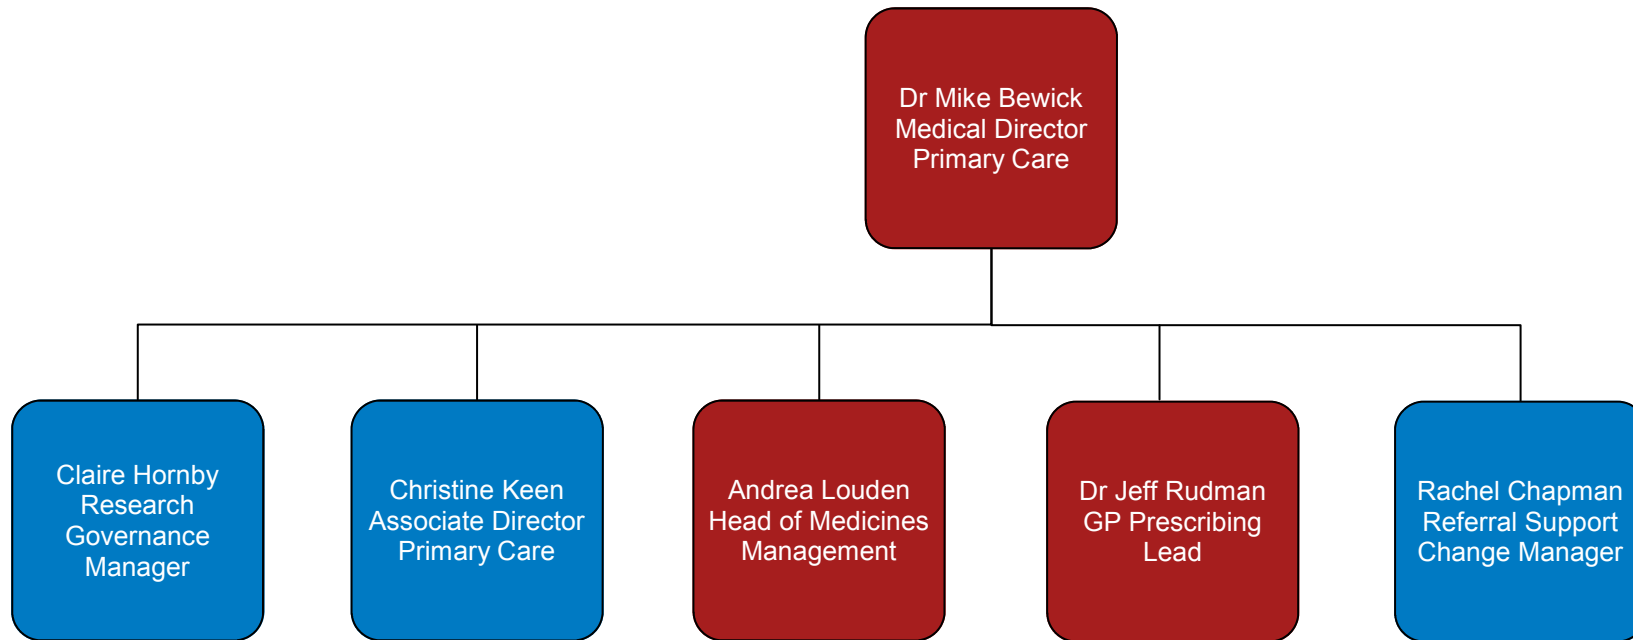 Dr Mike Bewick
Medical Director
Primary Care
Claire Hornby
Research
Governance
Manager
Christine Keen
Associate Director
Primary Care
Andrea Louden
Head of Medicines
Management
Dr Jeff Rudman
GP Prescribing
Lead
Rachel Chapman
Referral Support
Change Manager